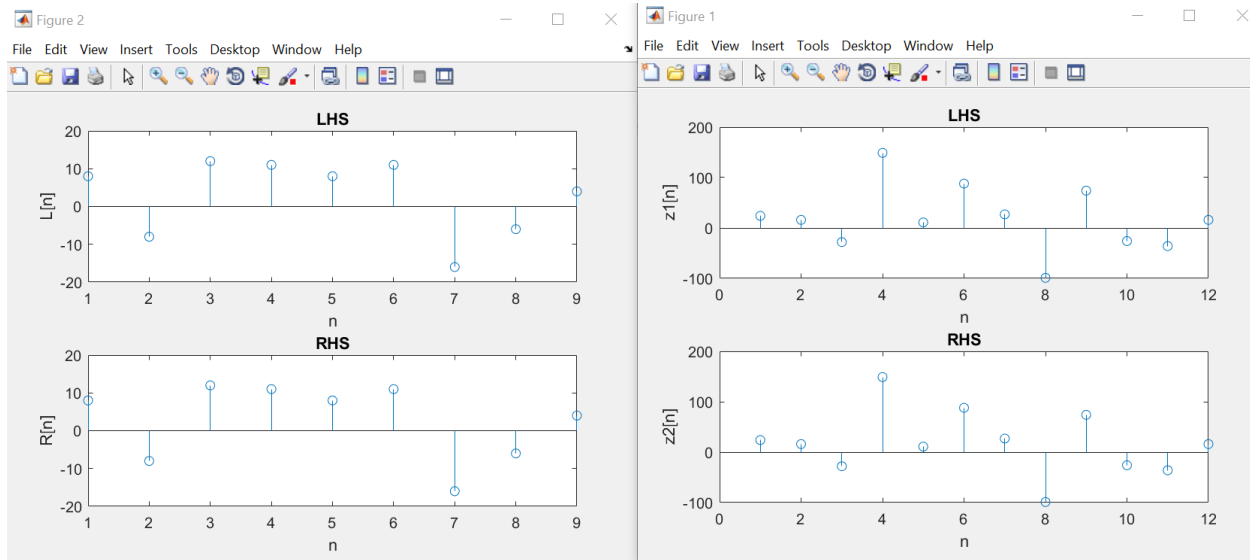 Figure 2
File Edit View Insert Tools Desktop Window Help
LHS
20
10
0
-10
-20
L[n]
1 2 3 4 5 6 7 8 9
n
RHS
20
10
0
-10
-20
R[n]
1 2 3 4 5 6 7 8 9
n
Figure 1
File Edit View Insert Tools Desktop Window Help
LHS
200
100
0
-100
z1[n]
0 2 4 6 8 10 12
n
RHS
200
100
0
-100
z2[n]
0 2 4 6 8 10 12
n